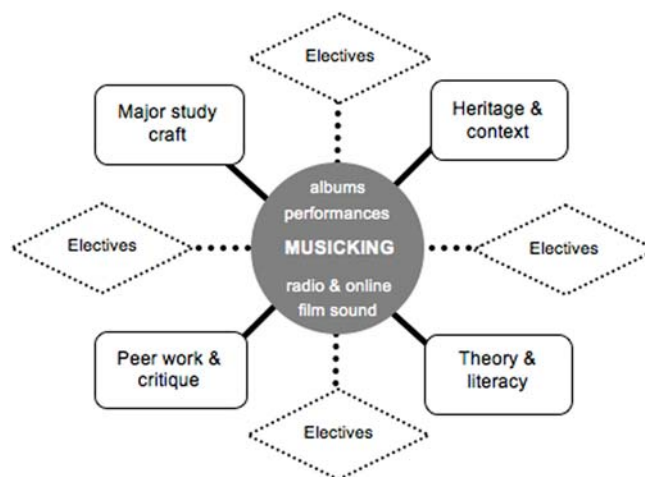 Electives
Major study
craft
Heritage &
context
albums
performances
Electives
MUSICKING
Electives
radio & online
film sound
Peer work &
critique
Theory &
literacy
Electives